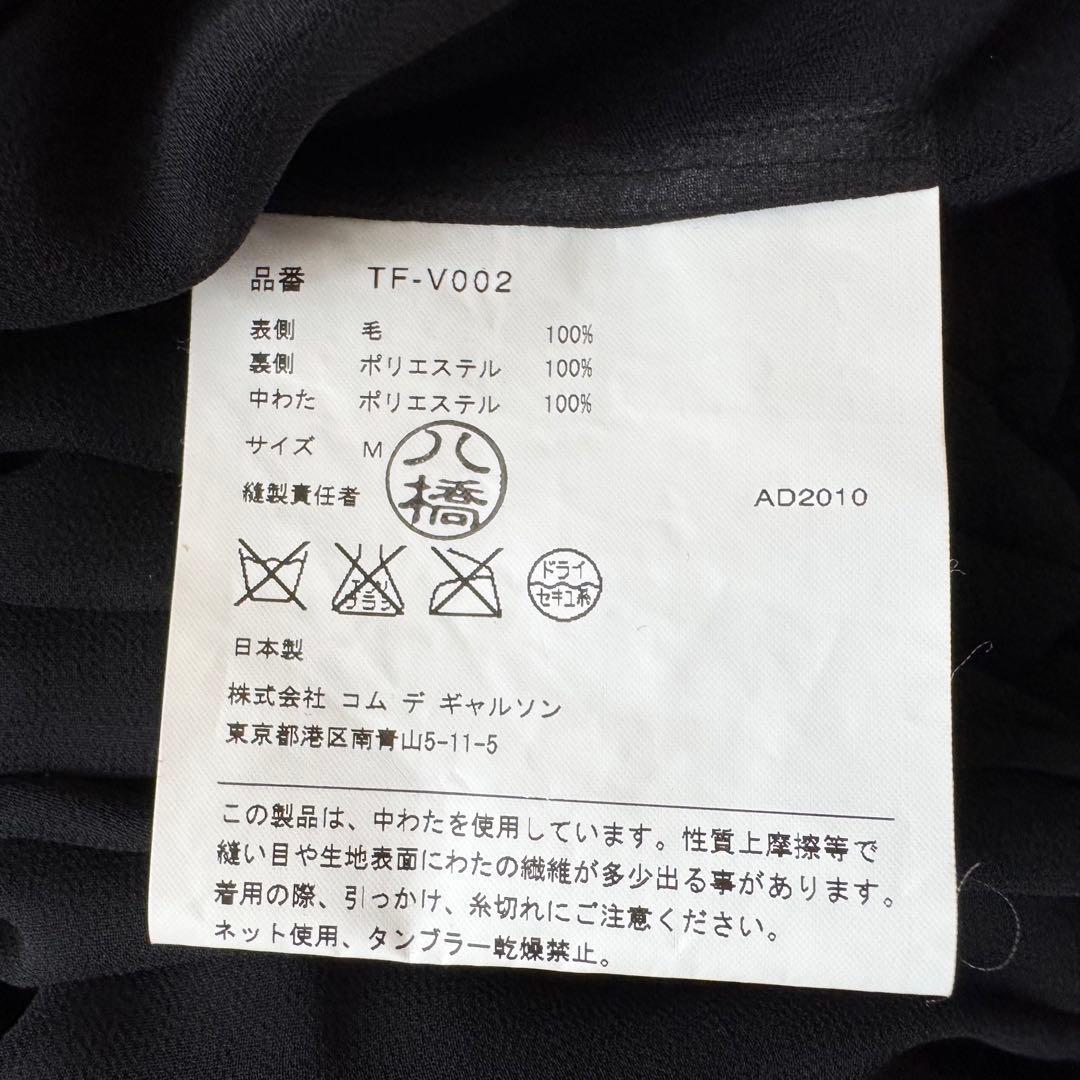 品番 TF-V002
表側 毛 100%
裏側 ポリエステル 100%
中わた ポリエステル 100%
サイズ M
八橋
縫製責任者 AD2010
エンソ
ドライ
プラン
セキユ系
日本製
株式会社 コム デ ギャルソン
東京都港区南青山5-11-5
この製品は、中わたを使用しています。性質上摩擦等で
縫い目や生地表面にわたの繊維が多少出る事があります。
着用の際、引っかけ、糸切れにご注意ください。
ネット使用、タンブラー乾燥禁止。